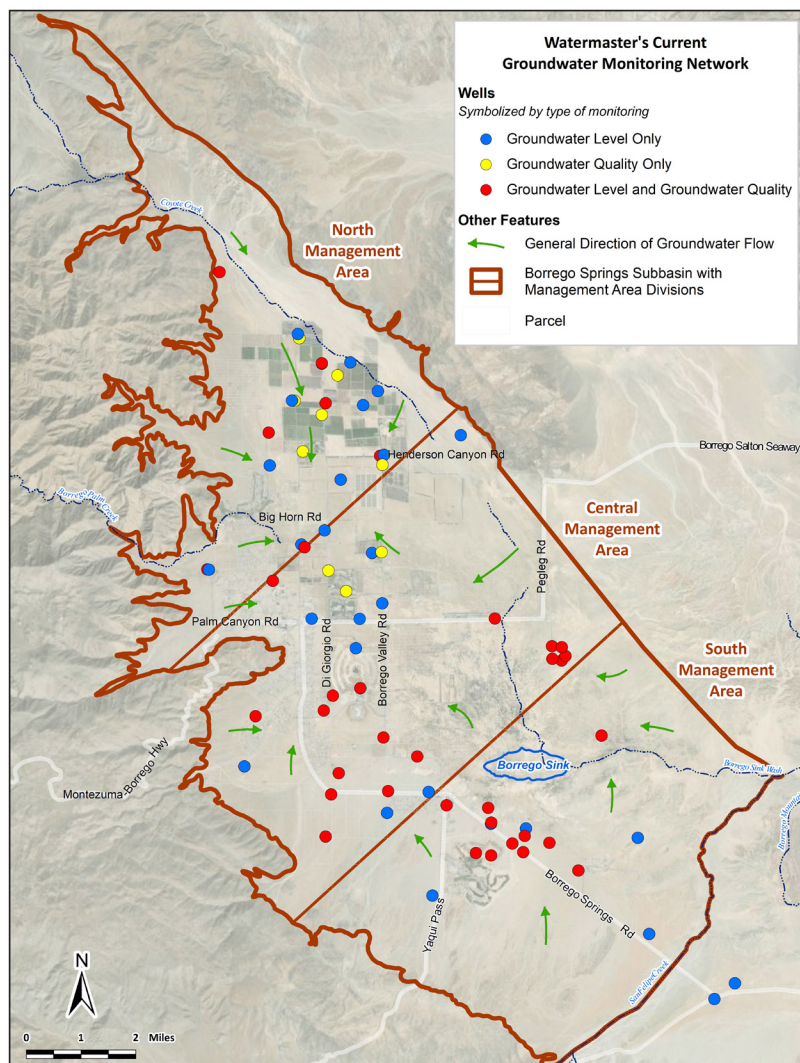 Watermaster's Current
Groundwater Monitoring Network
Wells
Symbolized by type of monitoring
Groundwater Level Only
Groundwater Quality Only
Groundwater Level and Groundwater Quality
Other Features
General Direction of Groundwater Flow
Borrego Springs Subbasin with
Management Area Divisions
Parcel
Coyote Creek
North
Management
Area
Henderson Canyon Rd
Borrego Salton Seaway
Borrego Palm Creek
Big Horn Rd
Central
Management
Area
Pegleg Rd
Palm Canyon Rd
Di Giorgio Rd
Borrego Valley Rd
South
Management
Area
Montezuma-Borrego Hwy
Borrego Sink
Borrego Sink Wash
Borrego Mountain
Yaqui Pass
Borrego Springs Rd
SanFelipeCreek
N
0 1 2 Miles